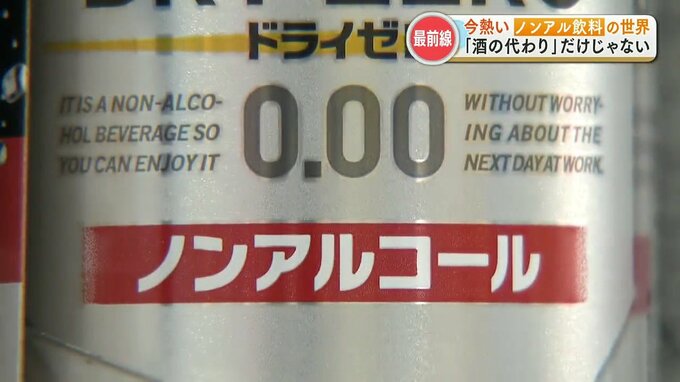 最前線
今熱い ノンアル飲料の世界
「酒の代わり」だけじゃない
ドライゼ
IT IS A NON-ALCO-
HOL BEVERAGE SO
YOU CAN ENJOY IT
0.00
WITHOUT WORRY-
ING ABOUT THE
NEXT DAY AT WORK.
ノンアルコール